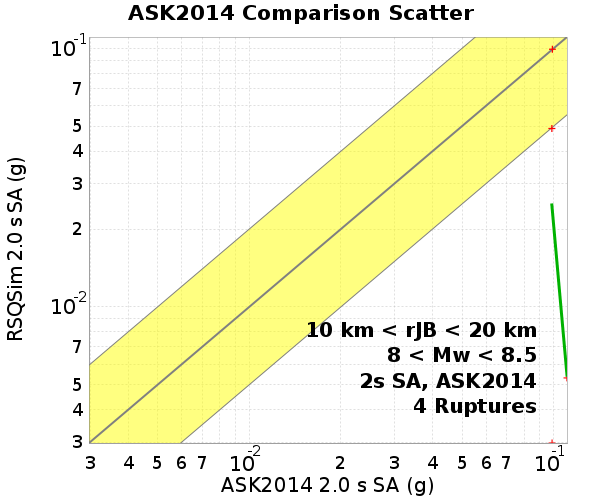 ASK2014 Comparison Scatter
RSQSim 2.0 s SA (g)
10⁻¹
7
5
4
3
2
10⁻²
7
5
4
3
10 km < rJB < 20 km
8 < Mw < 8.5
2s SA, ASK2014
4 Ruptures
3 4 5 6 7 10⁻² 2 3 4 5 6 7 10⁻¹
ASK2014 2.0 s SA (g)